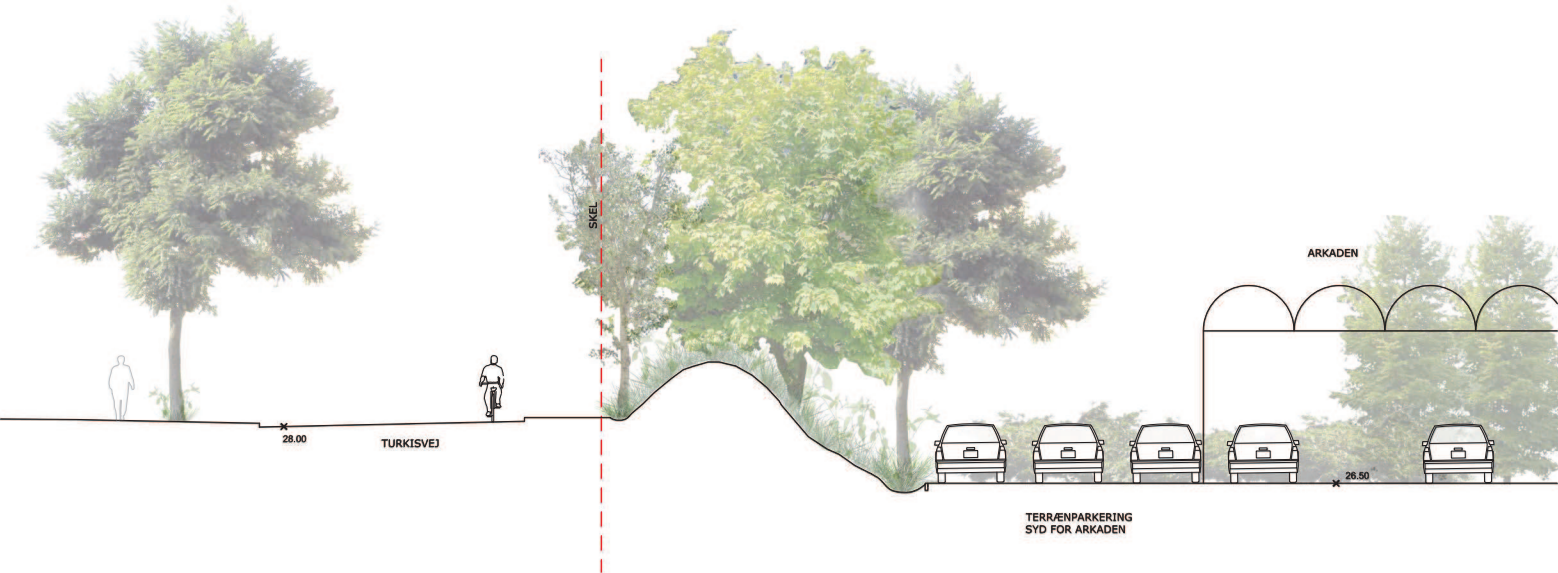 SKEL
ARKADEN
28.00
TURKISVEJ
26.50
TERRÆNPARKERING
SYD FOR ARKADEN